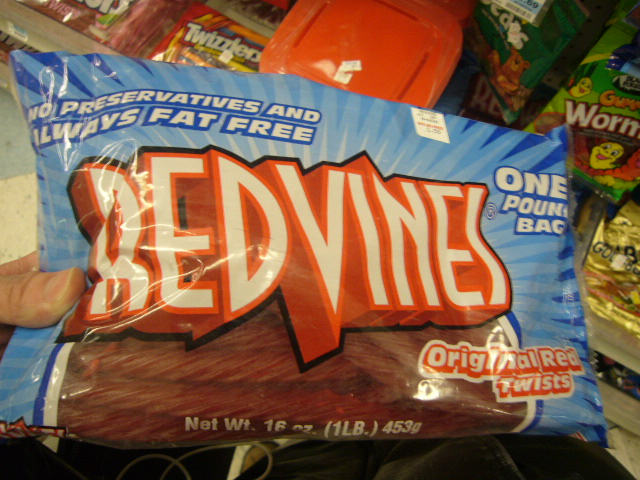 Twizzlers
NO PRESERVATIVES AND
ALWAYS FAT FREE
REDVINES
®
ONE
POUND
BAG
Original Red
Twists
Net Wt. 16 oz. (1LB.) 453g
Worm